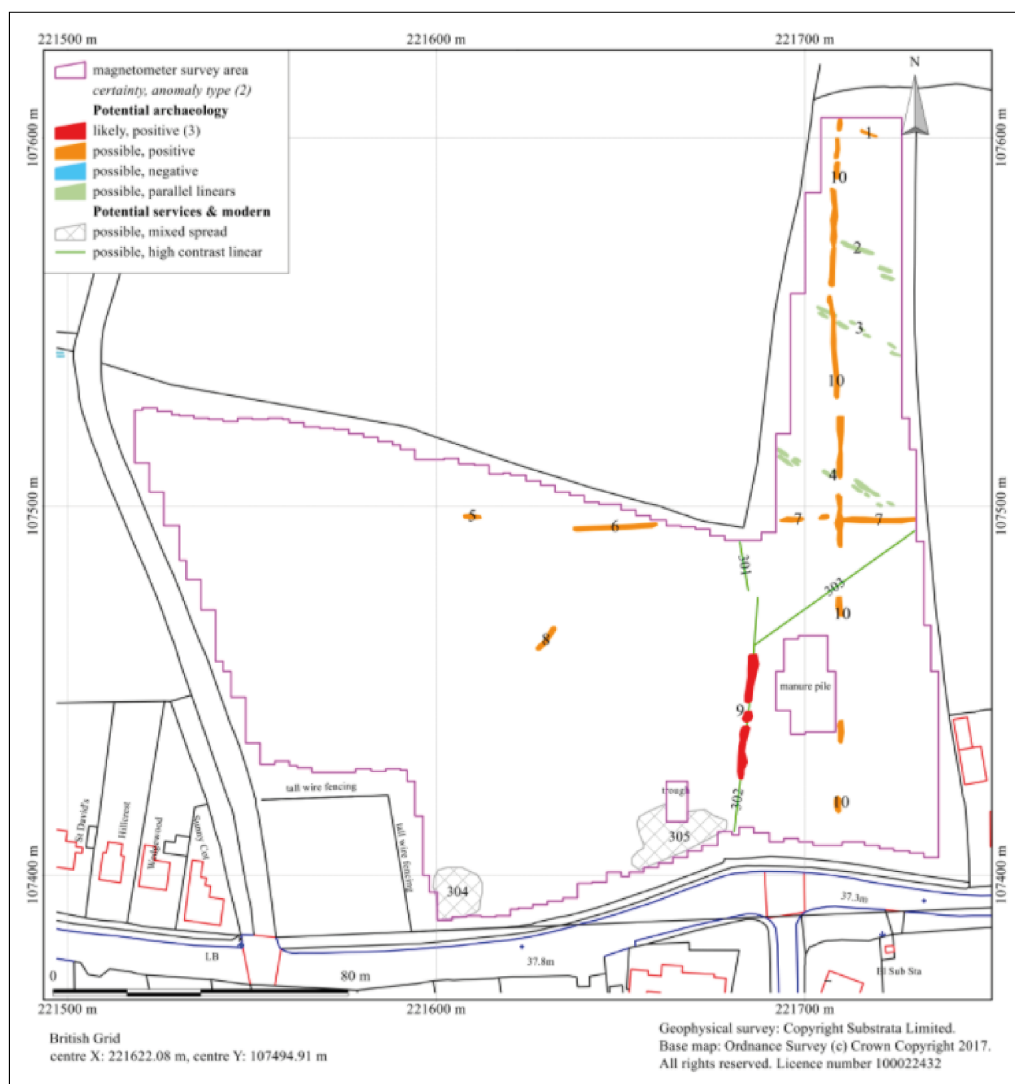 221500 m
221600 m
221700 m
magnetometer survey area
certainty, anomaly type (2)
Potential archaeology
likely, positive (3)
possible, positive
possible, negative
possible, parallel linears
Potential services & modern
possible, mixed spread
possible, high contrast linear
N
107600 m
107600 m
1
10
2
3
10
4
107500 m
107500 m
5
6
7
7
301
303
8
10
manure pile
9
trough
302
10
305
tall wire fencing
tall wire fencing
St David's
Hillcrest
Wedgewood
Sunny Cot
304
107400 m
107400 m
37.3m
LB
37.8m
El Sub Sta
0
80 m
221500 m
221600 m
221700 m
British Grid
centre X: 221622.08 m, centre Y: 107494.91 m
Geophysical survey: Copyright Substrata Limited.
Base map: Ordnance Survey (c) Crown Copyright 2017.
All rights reserved. Licence number 100022432